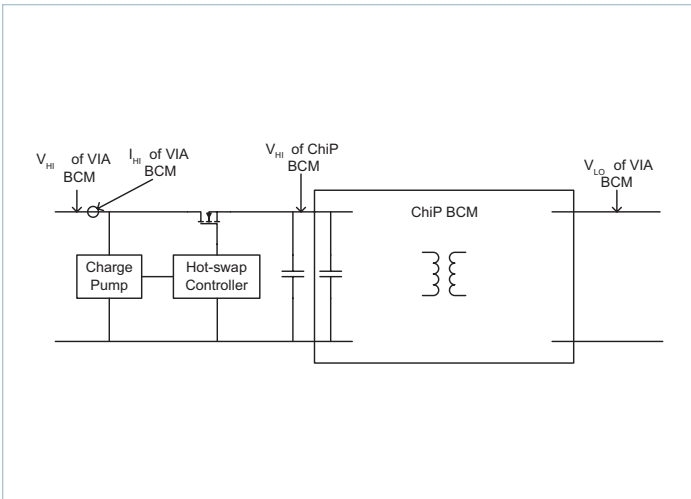 V_HI of VIA
BCM
I_HI of VIA
BCM
V_HI of ChiP
BCM
V_LO of VIA
BCM
ChiP BCM
Charge
Pump
Hot-swap
Controller